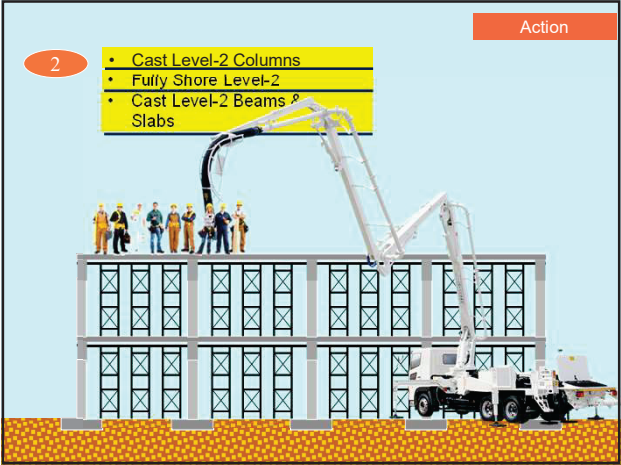 Action
2
• Cast Level-2 Columns
• Fully Shore Level-2
• Cast Level-2 Beams &
Slabs